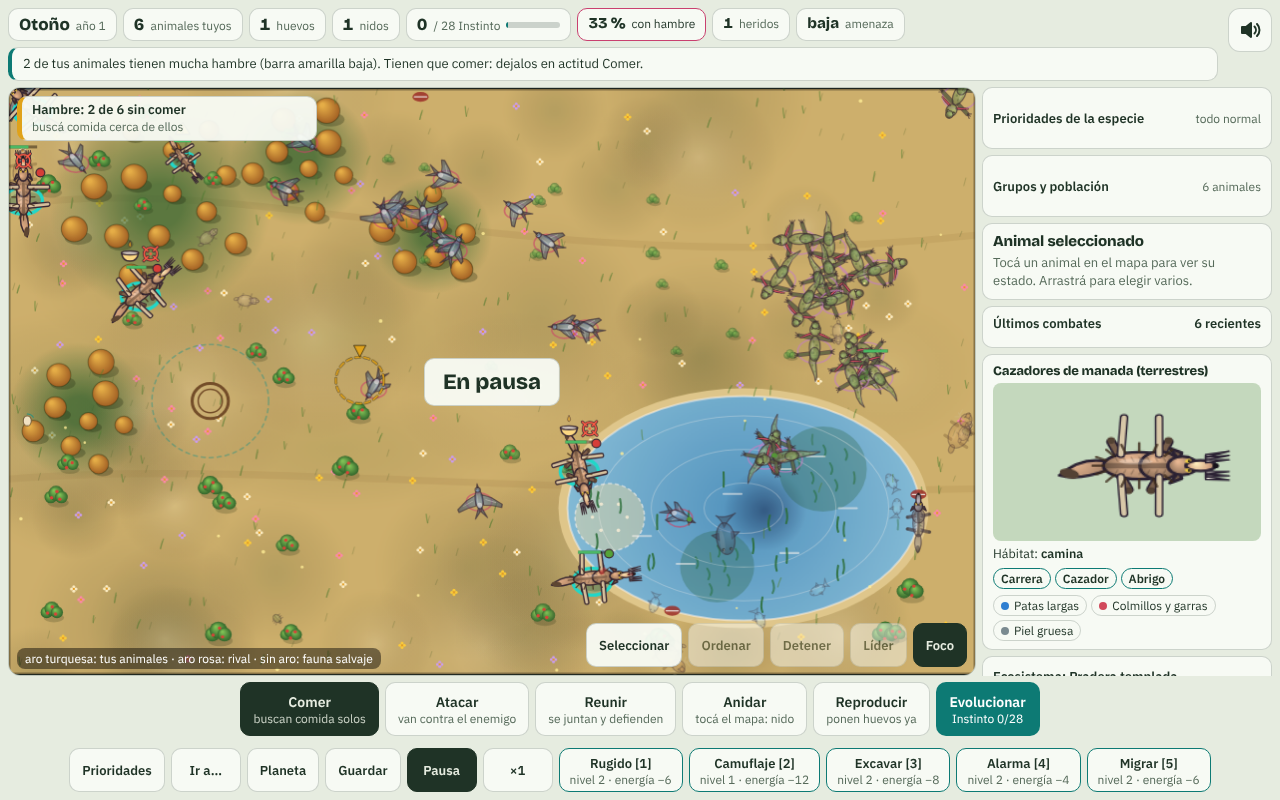 Otoño año 1
6 animales tuyos
1 huevos
1 nidos
0 / 28 Instinto
33 % con hambre
1 heridos
baja amenaza
2 de tus animales tienen mucha hambre (barra amarilla baja). Tienen que comer: dejalos en actitud Comer.
Hambre: 2 de 6 sin comer
buscá comida cerca de ellos
En pausa
aro turquesa: tus animales · aro rosa: rival · sin aro: fauna salvaje
Seleccionar
Ordenar
Detener
Líder
Foco
Prioridades de la especie todo normal
Grupos y población 6 animales
Animal seleccionado
Tocá un animal en el mapa para ver su
estado. Arrastrá para elegir varios.
Últimos combates 6 recientes
Cazadores de manada (terrestres)
Hábitat: camina
Carrera Cazador Abrigo
Patas largas Colmillos y garras
Piel gruesa
Ecosistema: Pradera templada
Comer
buscan comida solos
Atacar
van contra el enemigo
Reunir
se juntan y defienden
Anidar
tocá el mapa: nido
Reproducir
ponen huevos ya
Evolucionar
Instinto 0/28
Prioridades
Ir a...
Planeta
Guardar
Pausa
×1
Rugido [1]
nivel 2 · energía −6
Camuflaje [2]
nivel 1 · energía −12
Excavar [3]
nivel 2 · energía −8
Alarma [4]
nivel 2 · energía −4
Migrar [5]
nivel 2 · energía −6